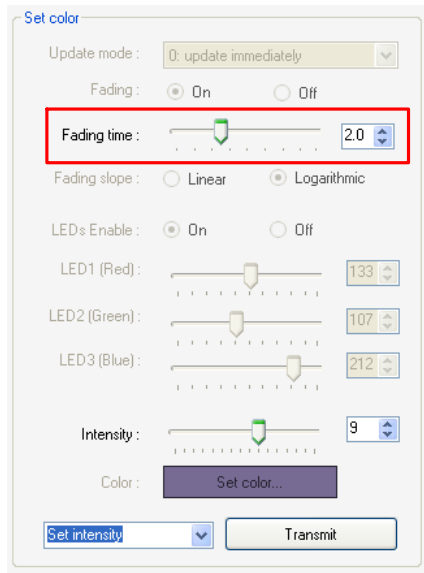 Set color
Update mode : 0: update immediately
Fading : On Off
Fading time : 2.0
Fading slope : Linear Logarithmic
LEDs Enable : On Off
LED1 (Red) : 133
LED2 (Green) : 107
LED3 (Blue) : 212
Intensity : 9
Color : Set color...
Set intensity Transmit